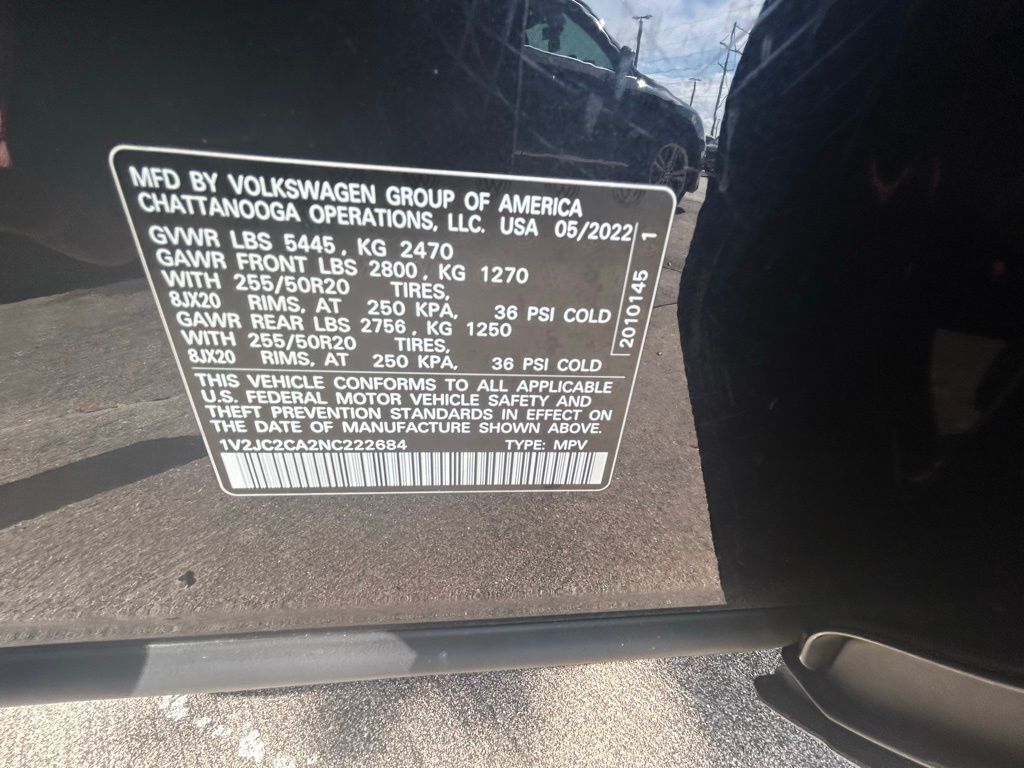 MFD BY VOLKSWAGEN GROUP OF AMERICA
CHATTANOOGA OPERATIONS, LLC. USA 05/2022
GVWR LBS 5445, KG 2470
GAWR FRONT LBS 2800, KG 1270
WITH 255/50R20 TIRES,
8JX20 RIMS, AT 250 KPA, 36 PSI COLD
GAWR REAR LBS 2756, KG 1250
WITH 255/50R20 TIRES,
8JX20 RIMS, AT 250 KPA, 36 PSI COLD
2010145 1
THIS VEHICLE CONFORMS TO ALL APPLICABLE
U.S. FEDERAL MOTOR VEHICLE SAFETY AND
THEFT PREVENTION STANDARDS IN EFFECT ON
THE DATE OF MANUFACTURE SHOWN ABOVE.
1V2JC2CA2NC222684 TYPE: MPV